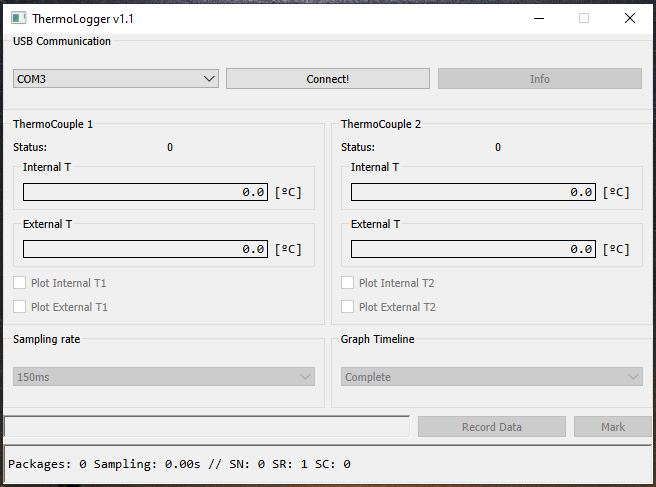 ThermoLogger v1.1
USB Communication
COM3 Connect! Info
ThermoCouple 1 ThermoCouple 2
Status: 0 Status: 0
Internal T Internal T
0.0 [ºC] 0.0 [ºC]
External T External T
0.0 [ºC] 0.0 [ºC]
Plot Internal T1 Plot Internal T2
Plot External T1 Plot External T2
Sampling rate Graph Timeline
150ms Complete
Record Data Mark
Packages: 0 Sampling: 0.00s // SN: 0 SR: 1 SC: 0